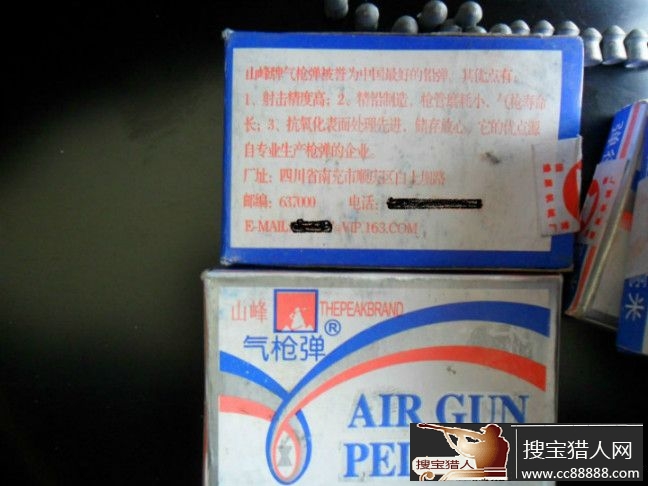 山峰牌气枪弹被誉为中国最好的铅弹，其优点有：
1、射击精度高；2、精铅制造，枪管磨耗小，气枪寿命
长；3、抗氧化表面处理先进，储存放心，它的优点源
自专业生产枪弹的企业。
厂址：四川省南充市顺庆区白土坝路
邮编：637000 电话：
E-MAIL: @VIP.163.COM
山峰 THEPEAKBRAND
®
气枪弹
AIR GUN
米
搜宝猎人
搜宝猎人网
www.cc88888.com